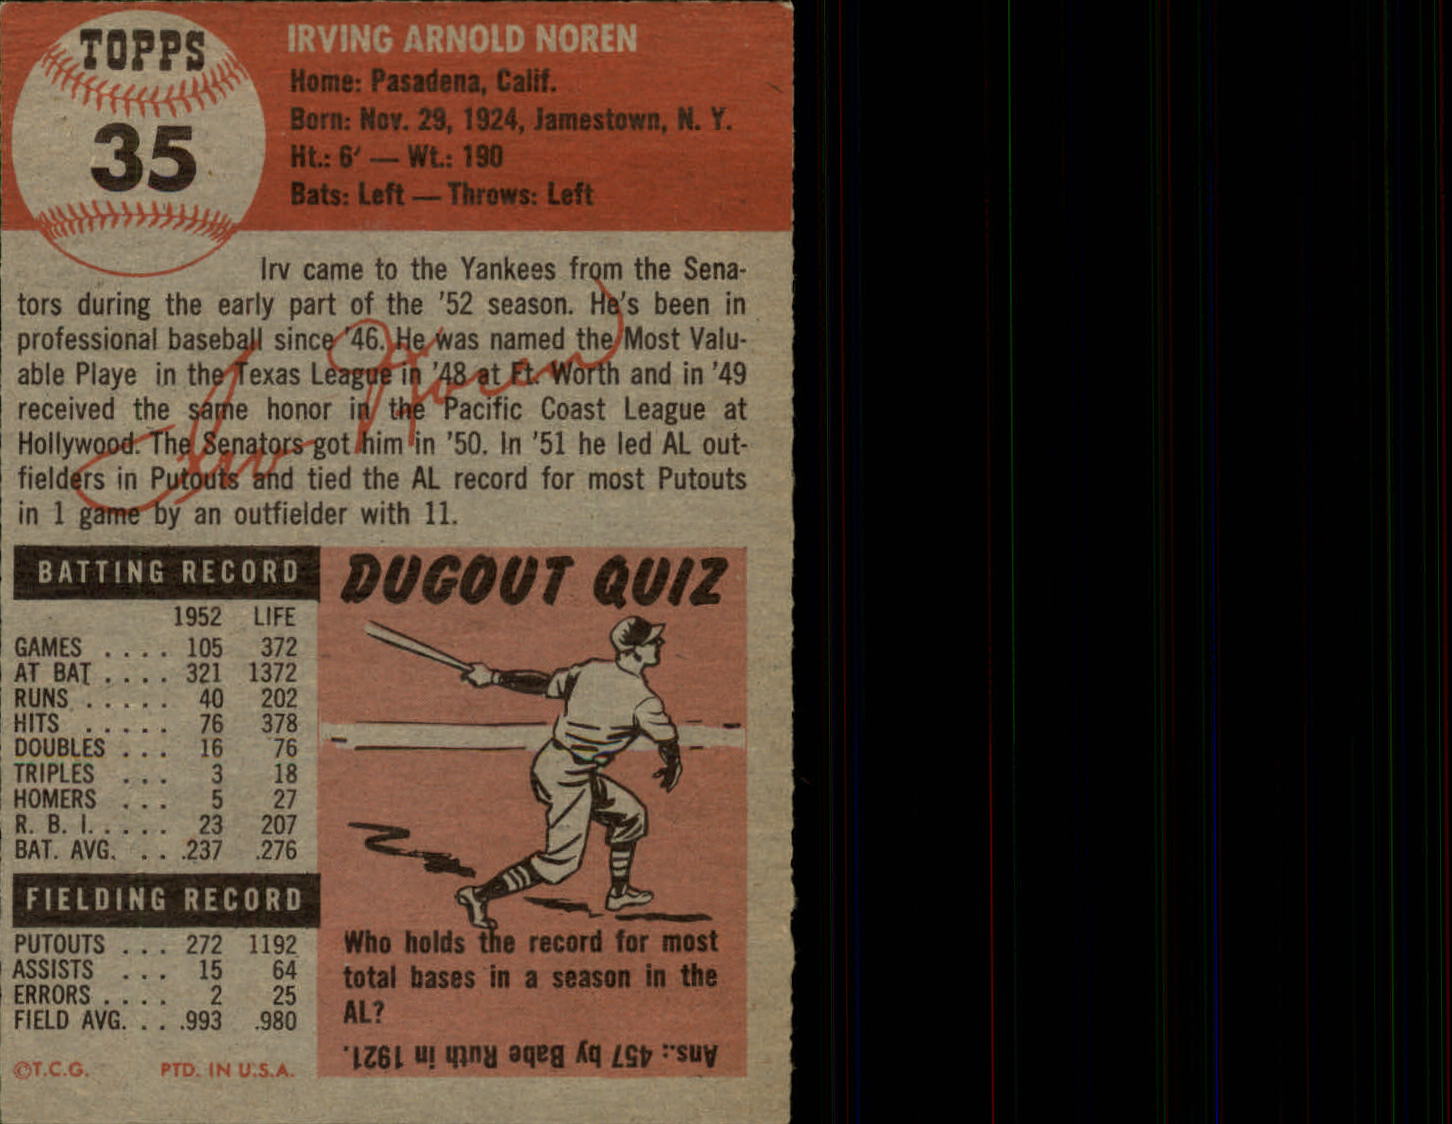 TOPPS
35
IRVING ARNOLD NOREN
Home: Pasadena, Calif.
Born: Nov. 29, 1924, Jamestown, N. Y.
Ht.: 6' — Wt.: 190
Bats: Left — Throws: Left
Irv came to the Yankees from the Sena-
tors during the early part of the '52 season. He's been in
professional baseball since '46. He was named the Most Valu-
able Playe in the Texas League in '48 at Ft. Worth and in '49
received the same honor in the Pacific Coast League at
Hollywood. The Senators got him in '50. In '51 he led AL out-
fielders in Putouts and tied the AL record for most Putouts
in 1 game by an outfielder with 11.
Irv Noren
BATTING RECORD
1952 LIFE
GAMES . . . . 105 372
AT BAT . . . . 321 1372
RUNS . . . . . 40 202
HITS . . . . . 76 378
DOUBLES . . . 16 76
TRIPLES . . . 3 18
HOMERS . . . 5 27
R. B. I. . . . . 23 207
BAT. AVG. . . .237 .276
FIELDING RECORD
PUTOUTS . . . 272 1192
ASSISTS . . . 15 64
ERRORS . . . . 2 25
FIELD AVG. . . .993 .980
©T.C.G. PTD. IN U.S.A.
DUGOUT QUIZ
Who holds the record for most
total bases in a season in the
AL?
Ans.: 457 by Babe Ruth in 1921.